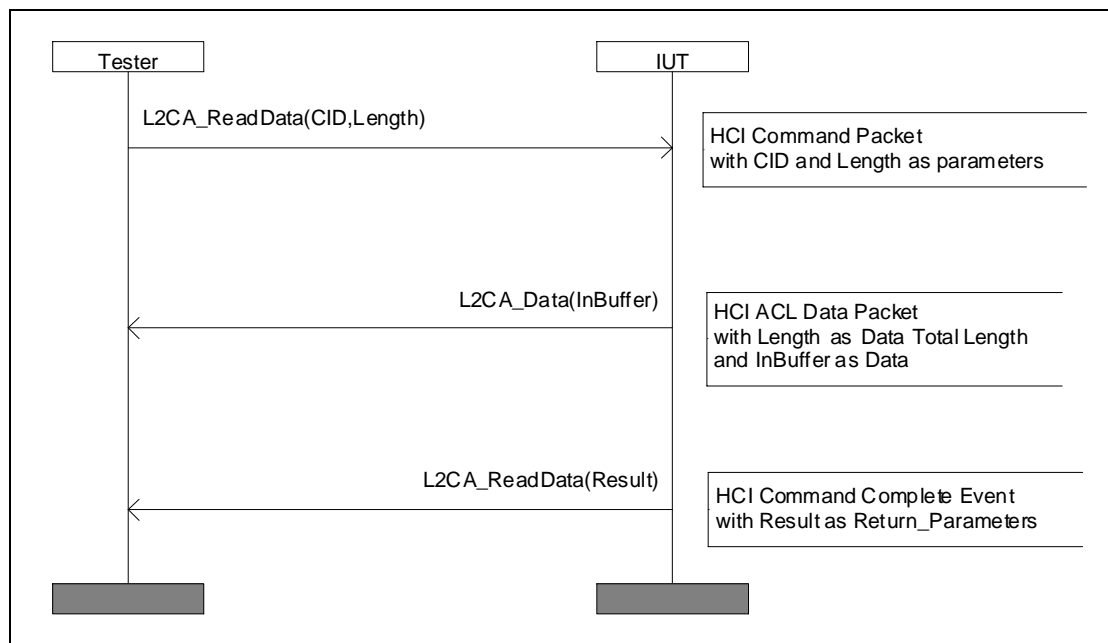 Tester
IUT
L2CA_ReadData(CID,Length)
HCI Command Packet
with CID and Length as parameters
L2CA_Data(InBuffer)
HCI ACL Data Packet
with Length as Data Total Length
and InBuffer as Data
L2CA_ReadData(Result)
HCI Command Complete Event
with Result as Return_Parameters